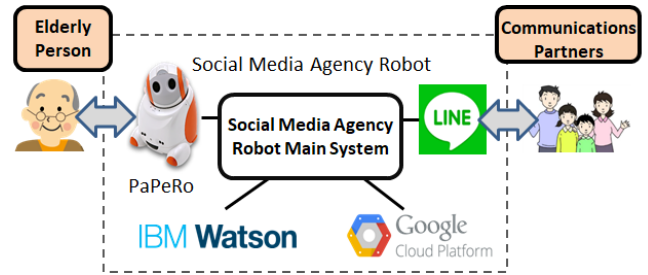 Elderly
Person
Communications
Partners
Social Media Agency Robot
Social Media Agency
Robot Main System
LINE
PaPeRo
IBM Watson
Google
Cloud Platform